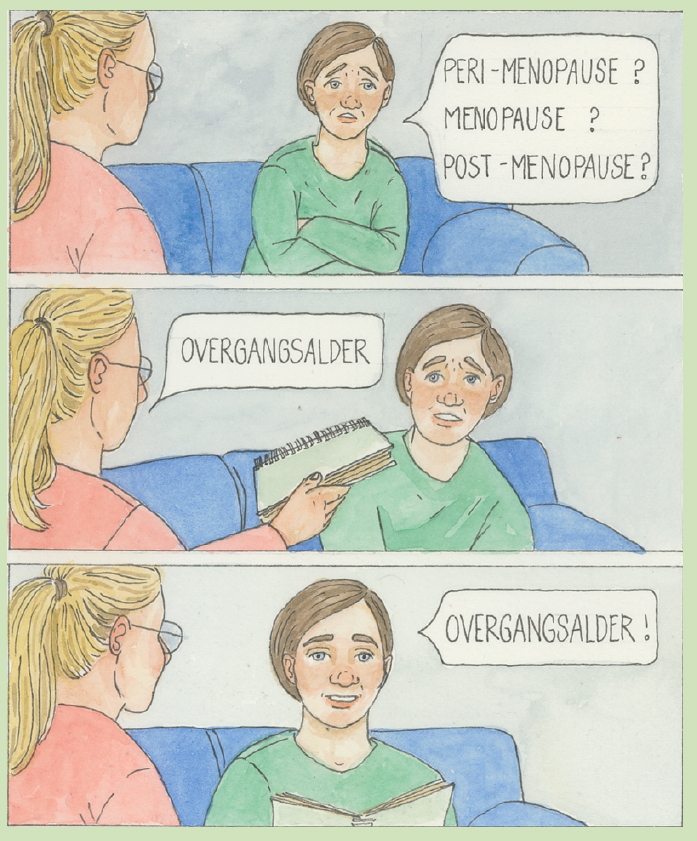 PERI-MENOPAUSE ?
MENOPAUSE ?
POST-MENOPAUSE?
OVERGANGSALDER
OVERGANGSALDER !